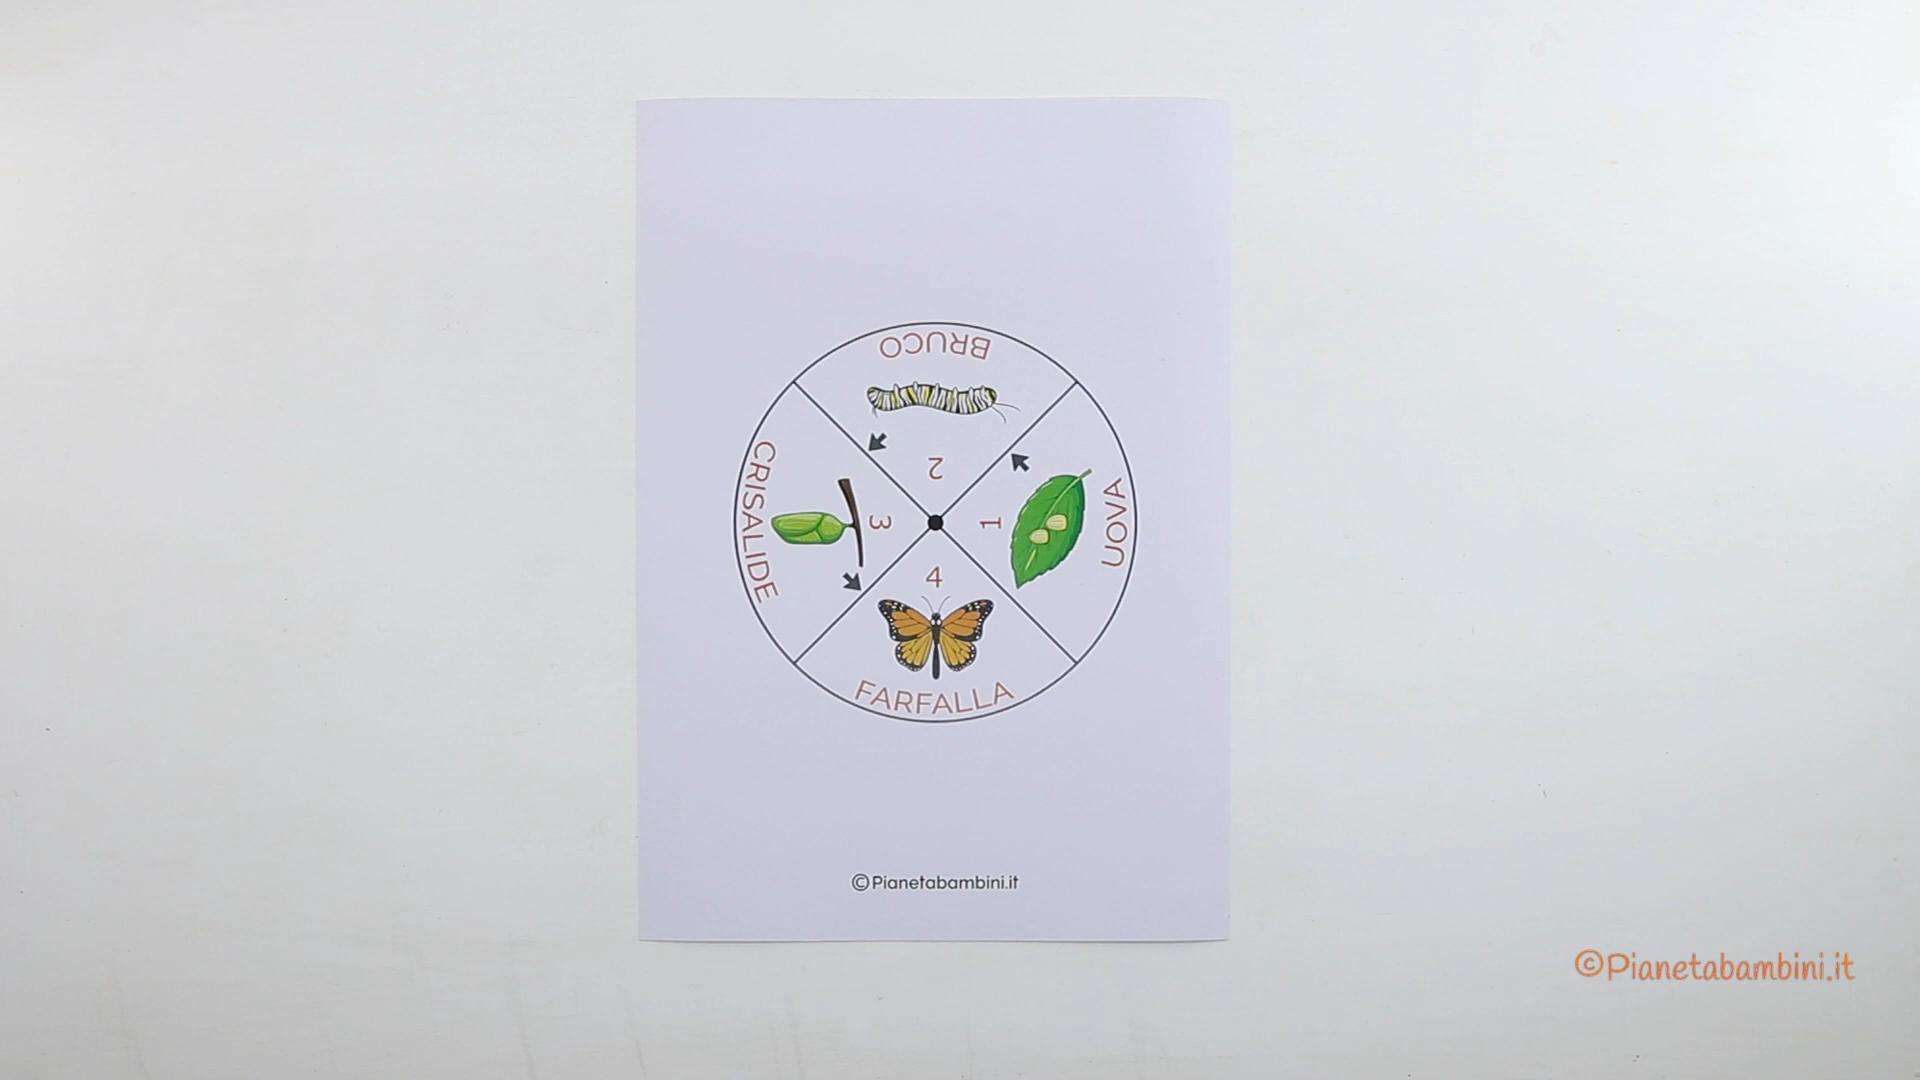 UOVA
1
BRUCO
2
CRISALIDE
3
4
FARFALLA
©Pianetabambini.it
©Pianetabambini.it